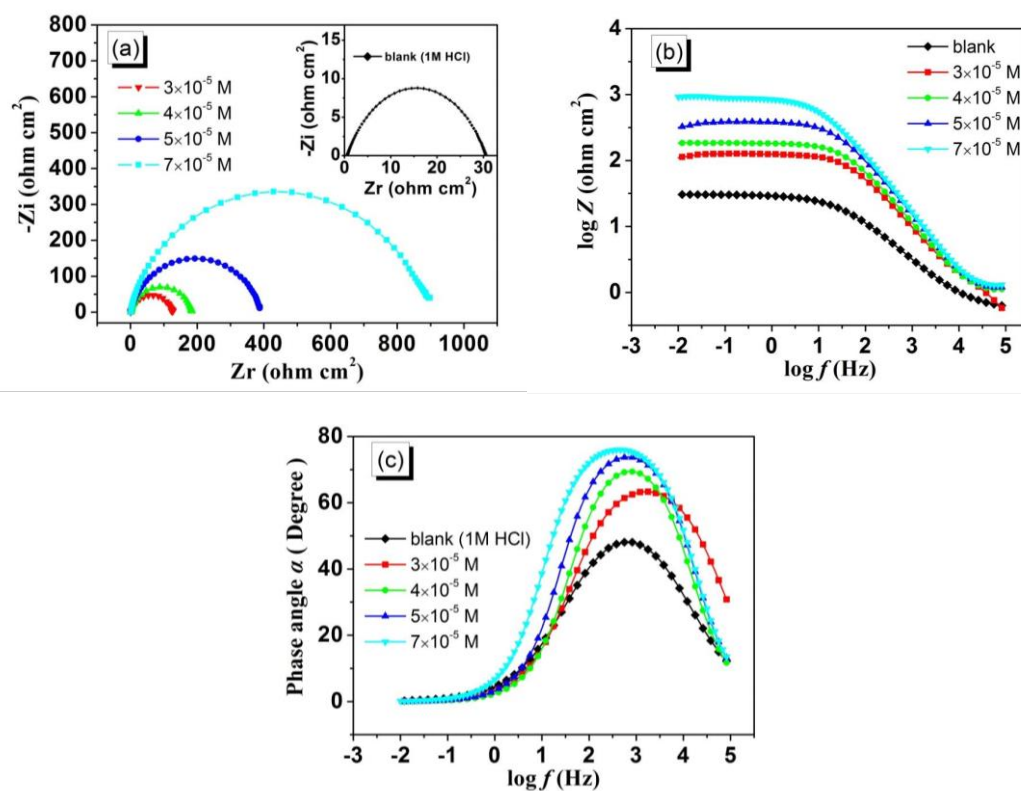 (a)
800
700
600
500
400
300
200
100
0
-Zi (ohm cm²)
0 200 400 600 800 1000
Zr (ohm cm²)
3×10⁻⁵ M
4×10⁻⁵ M
5×10⁻⁵ M
7×10⁻⁵ M
15
10
5
0
-Zi (ohm cm²)
blank (1M HCl)
0 5 10 15 20 25 30
Zr (ohm cm²)
(b)
4
3
2
1
0
log Z (ohm cm²)
-3 -2 -1 0 1 2 3 4 5
log f (Hz)
blank
3×10⁻⁵ M
4×10⁻⁵ M
5×10⁻⁵ M
7×10⁻⁵ M
(c)
80
60
40
20
0
Phase angle α ( Degree )
-3 -2 -1 0 1 2 3 4 5
log f (Hz)
blank (1M HCl)
3×10⁻⁵ M
4×10⁻⁵ M
5×10⁻⁵ M
7×10⁻⁵ M